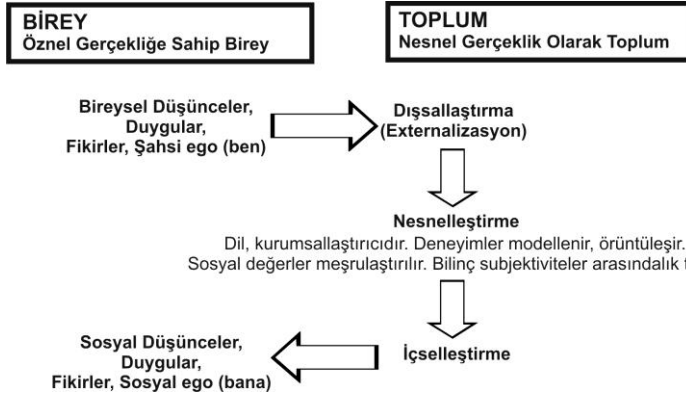 BİREY
Öznel Gerçekliğe Sahip Birey
TOPLUM
Nesnel Gerçeklik Olarak Toplum
Bireysel Düşünceler,
Duygular,
Fikirler, Şahsi ego (ben)
Dışsallaştırma
(Externalizasyon)
Nesnelleştirme
Dil, kurumsallaştırıcıdır. Deneyimler modellenir, örüntüleşir.
Sosyal değerler meşrulaştırılır. Bilinç subjektiviteler arasındalık
İçselleştirme
Sosyal Düşünceler,
Duygular,
Fikirler, Sosyal ego (bana)